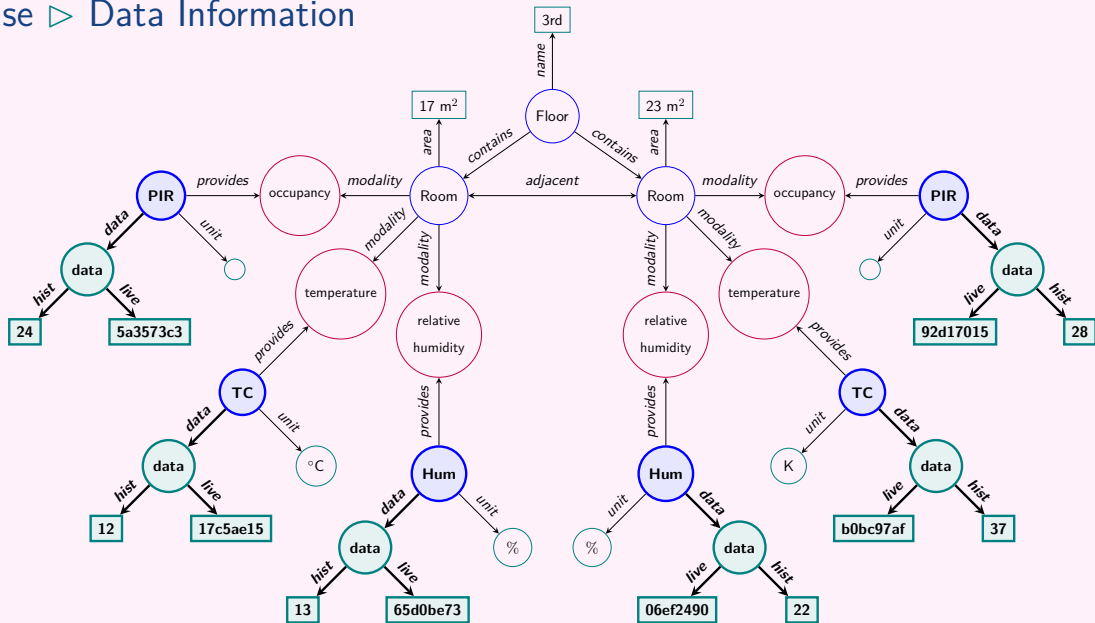 se ▷ Data Information
3rd
name
17 m²
23 m²
Floor
area
contains
contains
area
PIR
provides
occupancy
modality
Room
adjacent
Room
modality
occupancy
provides
PIR
data
unit
modality
modality
modality
modality
unit
data
data
data
hist
live
temperature
temperature
live
hist
24
5a3573c3
relative
humidity
relative
humidity
92d17015
28
provides
provides
TC
TC
data
unit
provides
provides
unit
data
data
°C
Hum
Hum
K
data
hist
live
data
unit
unit
data
live
hist
12
17c5ae15
b0bc97af
37
data
%
%
data
hist
live
live
hist
13
65d0be73
06ef2490
22